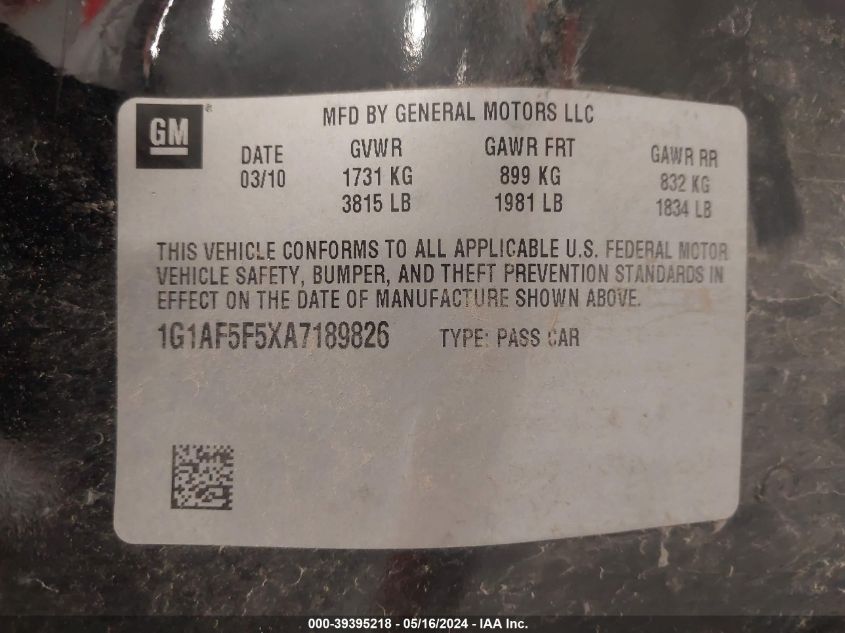 GM®
MFD BY GENERAL MOTORS LLC
DATE GVWR GAWR FRT GAWR RR
03/10 1731 KG 899 KG 832 KG
3815 LB 1981 LB 1834 LB
THIS VEHICLE CONFORMS TO ALL APPLICABLE U.S. FEDERAL MOTOR
VEHICLE SAFETY, BUMPER, AND THEFT PREVENTION STANDARDS IN
EFFECT ON THE DATE OF MANUFACTURE SHOWN ABOVE.
1G1AF5F5XA7189826 TYPE: PASS CAR
000-39395218 - 05/16/2024 - IAA Inc.